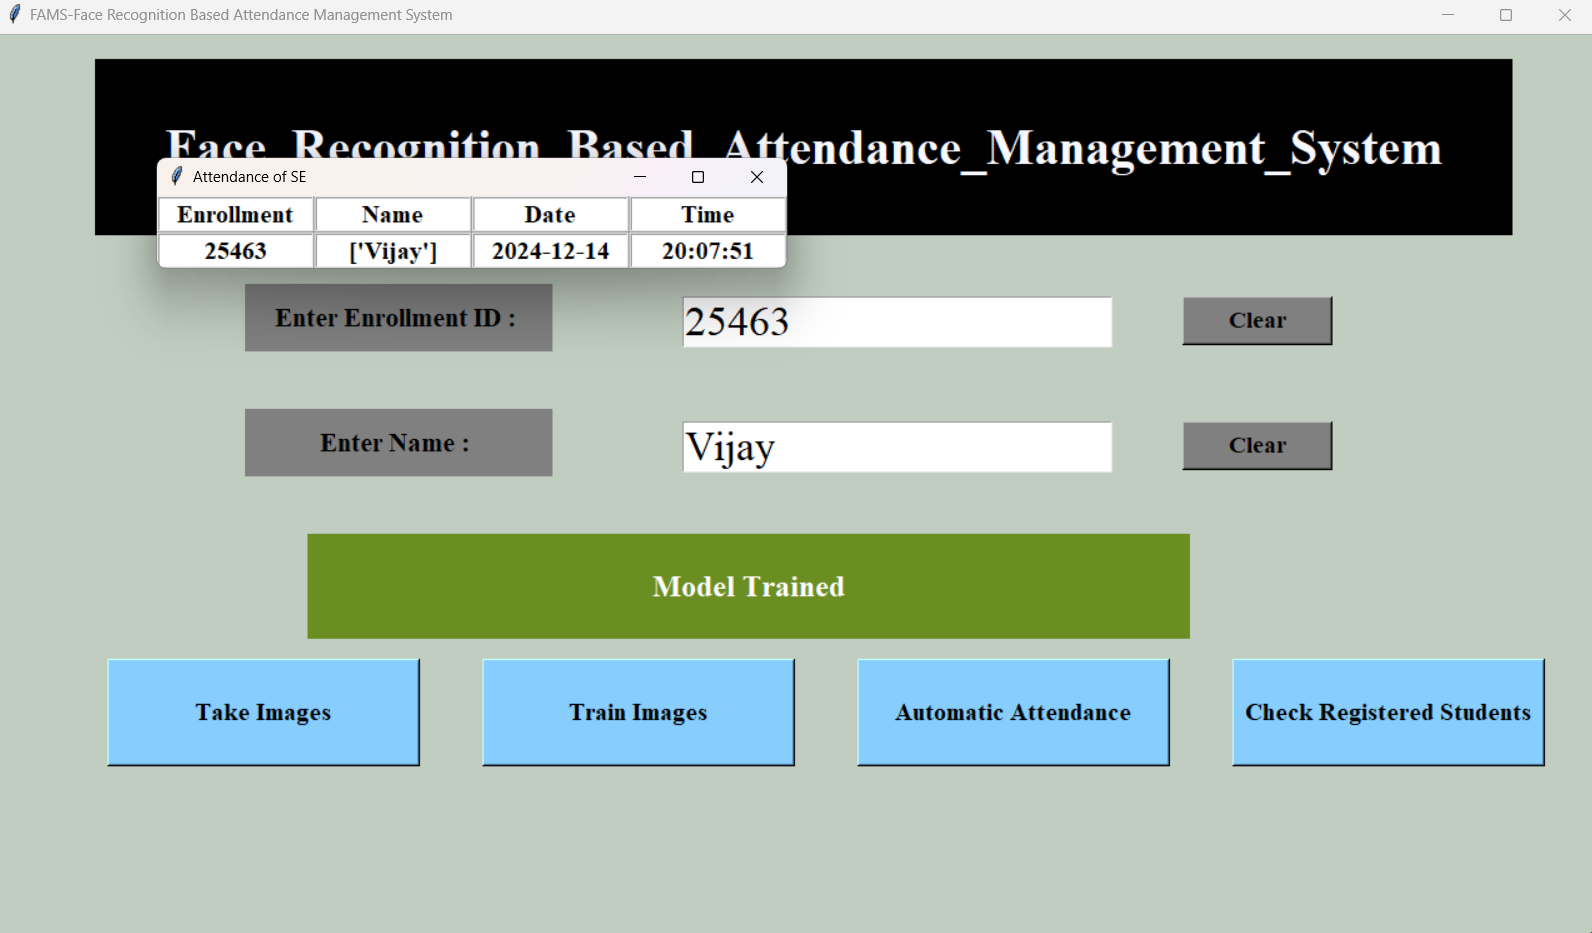 FAMS-Face Recognition Based Attendance Management System
Face_Recognition_Based_Attendance_Management_System
Attendance of SE
Enrollment Name Date Time
25463 ['Vijay'] 2024-12-14 20:07:51
Enter Enrollment ID : 25463 Clear
Enter Name : Vijay Clear
Model Trained
Take Images Train Images Automatic Attendance Check Registered Students